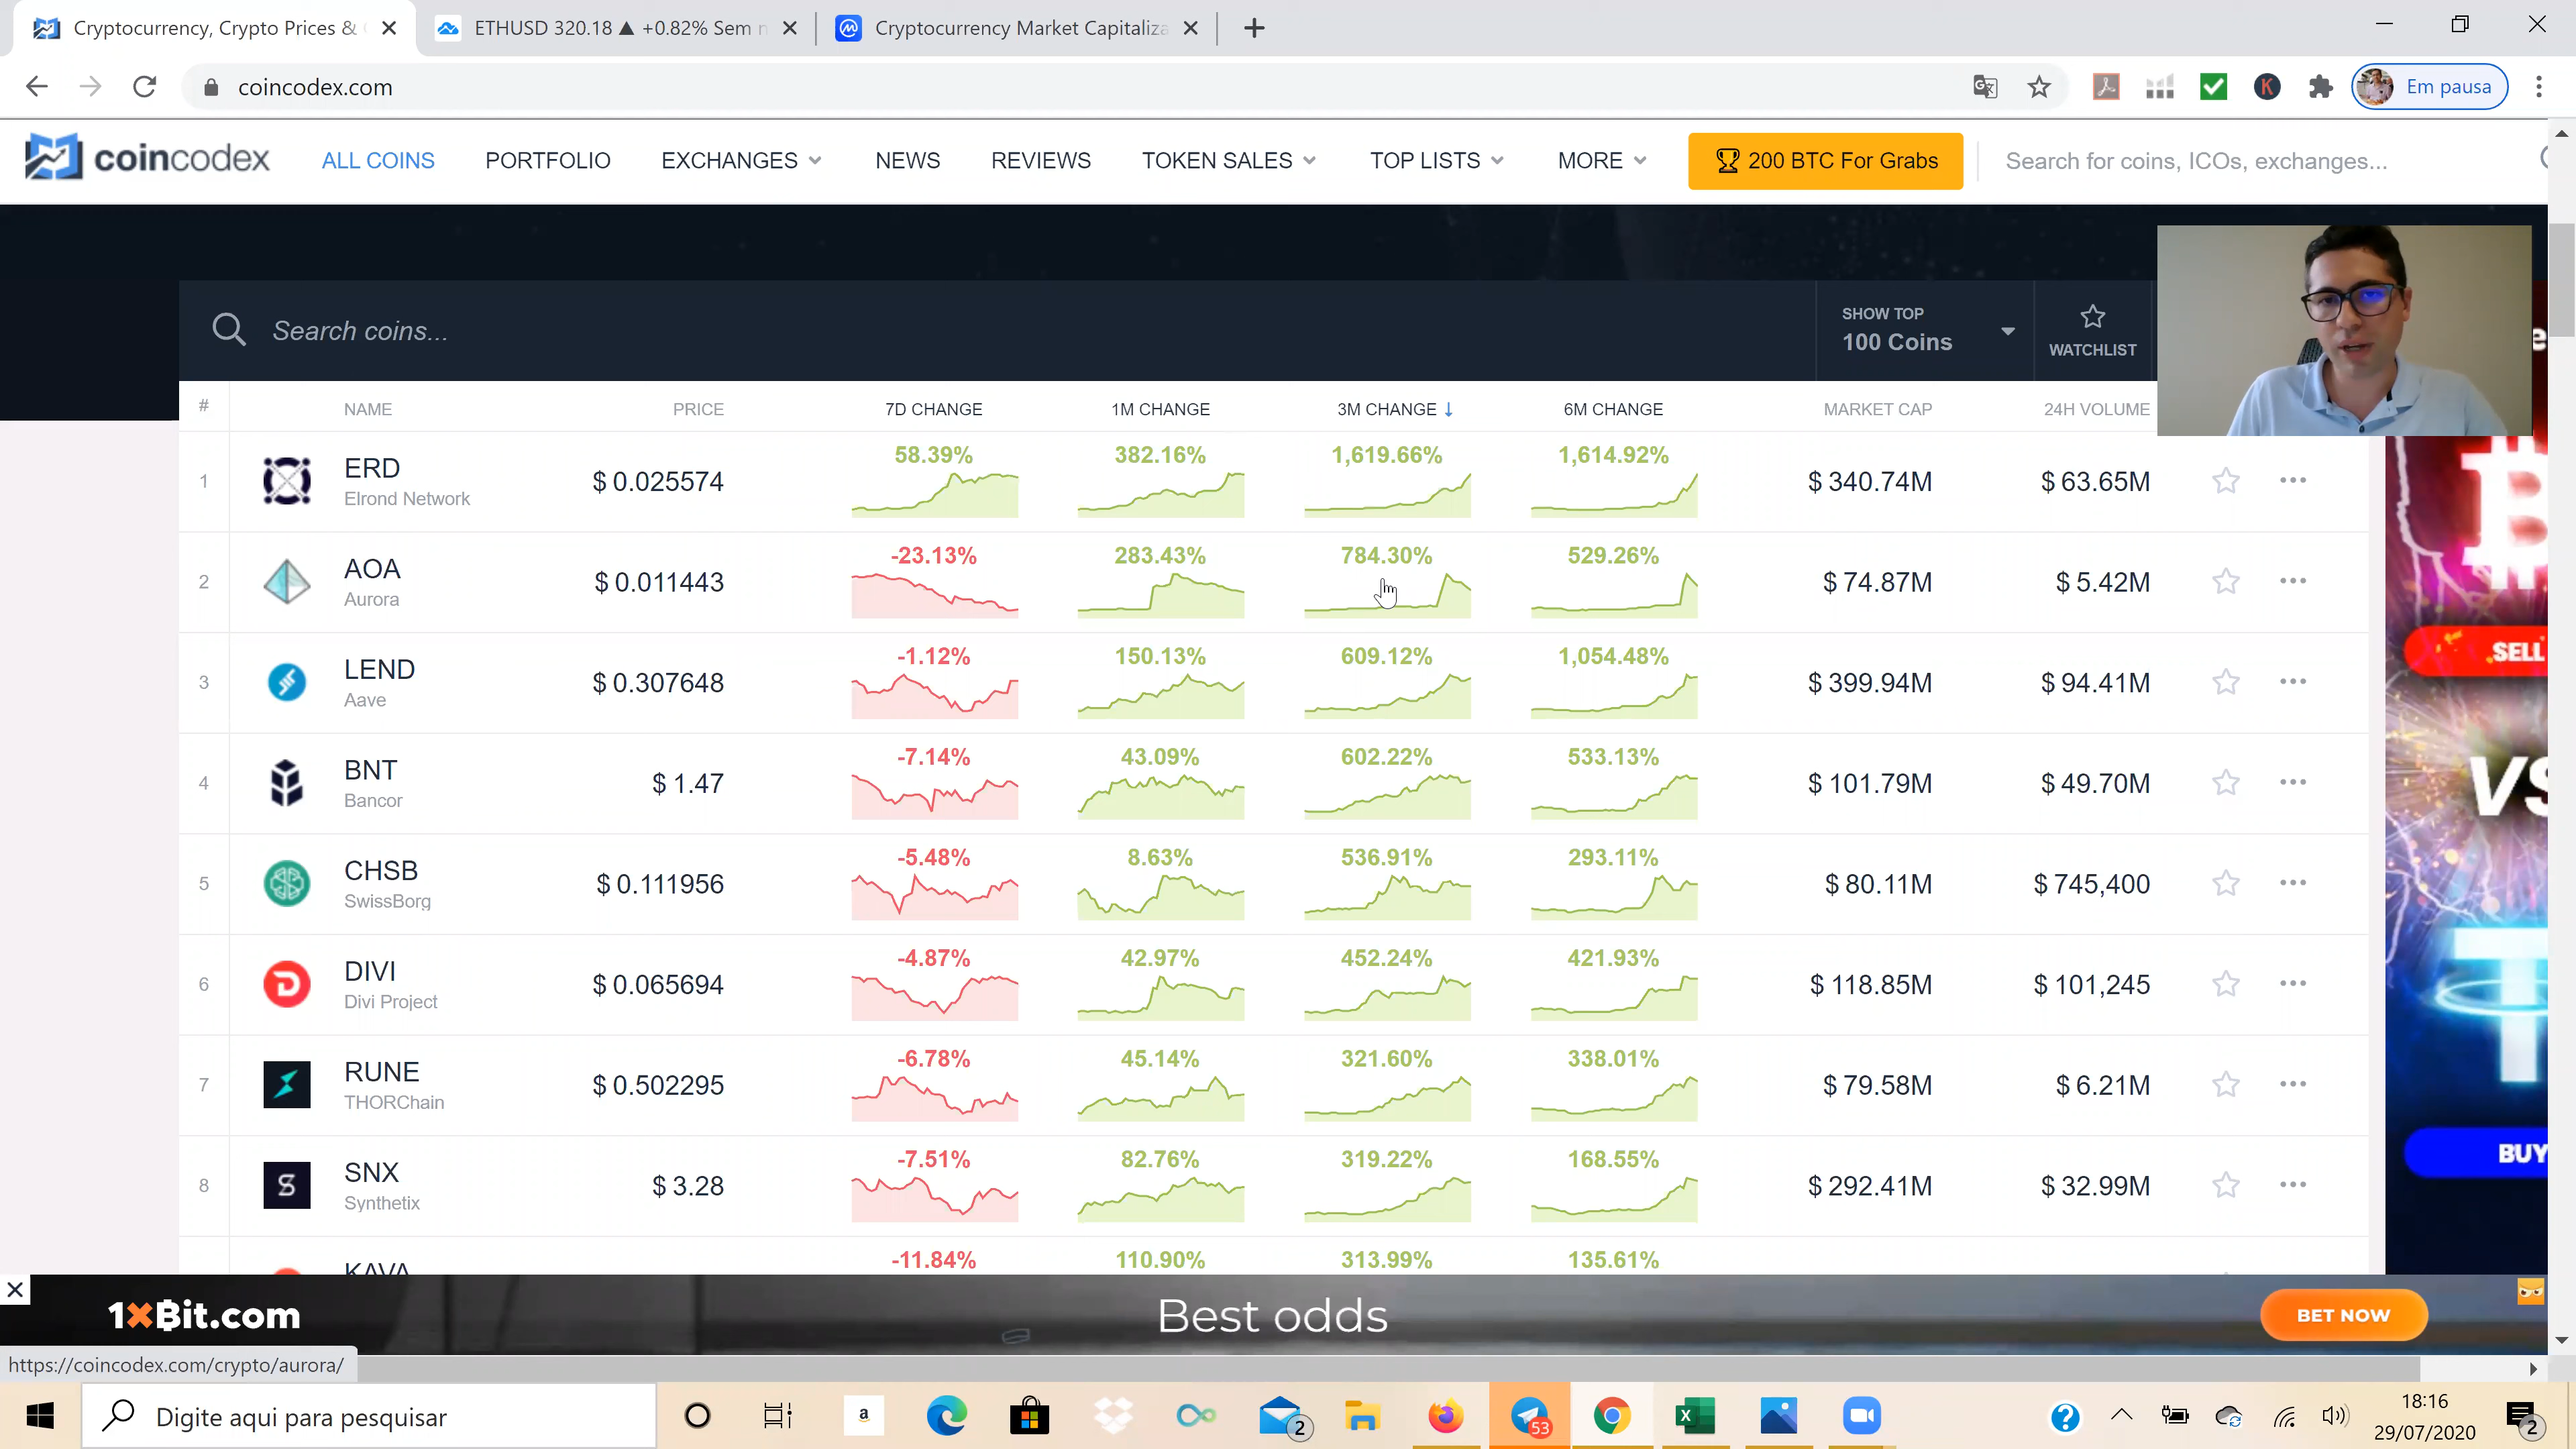 Cryptocurrency, Crypto Prices &
ETHUSD 320.18 ▲ +0.82% Sem
Cryptocurrency Market Capitaliza
coincodex.com
Em pausa
coincodex
ALL COINS
PORTFOLIO
EXCHANGES
NEWS
REVIEWS
TOKEN SALES
TOP LISTS
MORE
200 BTC For Grabs
Search for coins, ICOs, exchanges...
Search coins...
SHOW TOP
100 Coins
WATCHLIST
# NAME PRICE 7D CHANGE 1M CHANGE 3M CHANGE ↓ 6M CHANGE MARKET CAP 24H VOLUME
1 ERD $ 0.025574 58.39% 382.16% 1,619.66% 1,614.92% $ 340.74M $ 63.65M
Elrond Network
2 AOA $ 0.011443 -23.13% 283.43% 784.30% 529.26% $ 74.87M $ 5.42M
Aurora
3 LEND $ 0.307648 -1.12% 150.13% 609.12% 1,054.48% $ 399.94M $ 94.41M
Aave
4 BNT $ 1.47 -7.14% 43.09% 602.22% 533.13% $ 101.79M $ 49.70M
Bancor
5 CHSB $ 0.111956 -5.48% 8.63% 536.91% 293.11% $ 80.11M $ 745,400
SwissBorg
6 DIVI $ 0.065694 -4.87% 42.97% 452.24% 421.93% $ 118.85M $ 101,245
Divi Project
7 RUNE $ 0.502295 -6.78% 45.14% 321.60% 338.01% $ 79.58M $ 6.21M
THORChain
8 SNX $ 3.28 -7.51% 82.76% 319.22% 168.55% $ 292.41M $ 32.99M
Synthetix
KAVA -11.84% 110.90% 313.99% 135.61%
SELL
VS
BUY
1xBit.com
Best odds
BET NOW
https://coincodex.com/crypto/aurora/
Digite aqui para pesquisar
2
53
18:16
29/07/2020
2